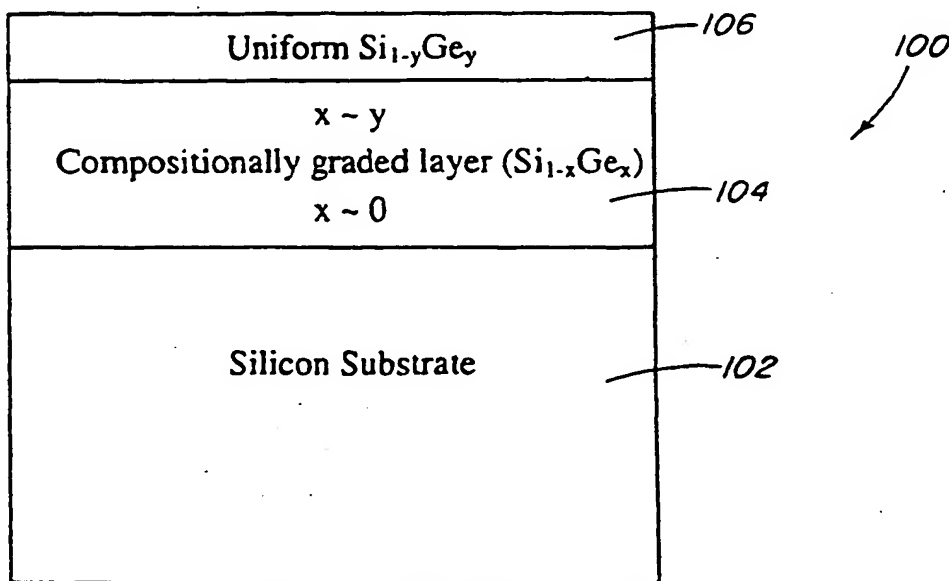 Uniform Si₁₋yGey
106
100
x ~ y
Compositionally graded layer (Si₁₋ₓGeₓ)
x ~ 0
104
Silicon Substrate
102